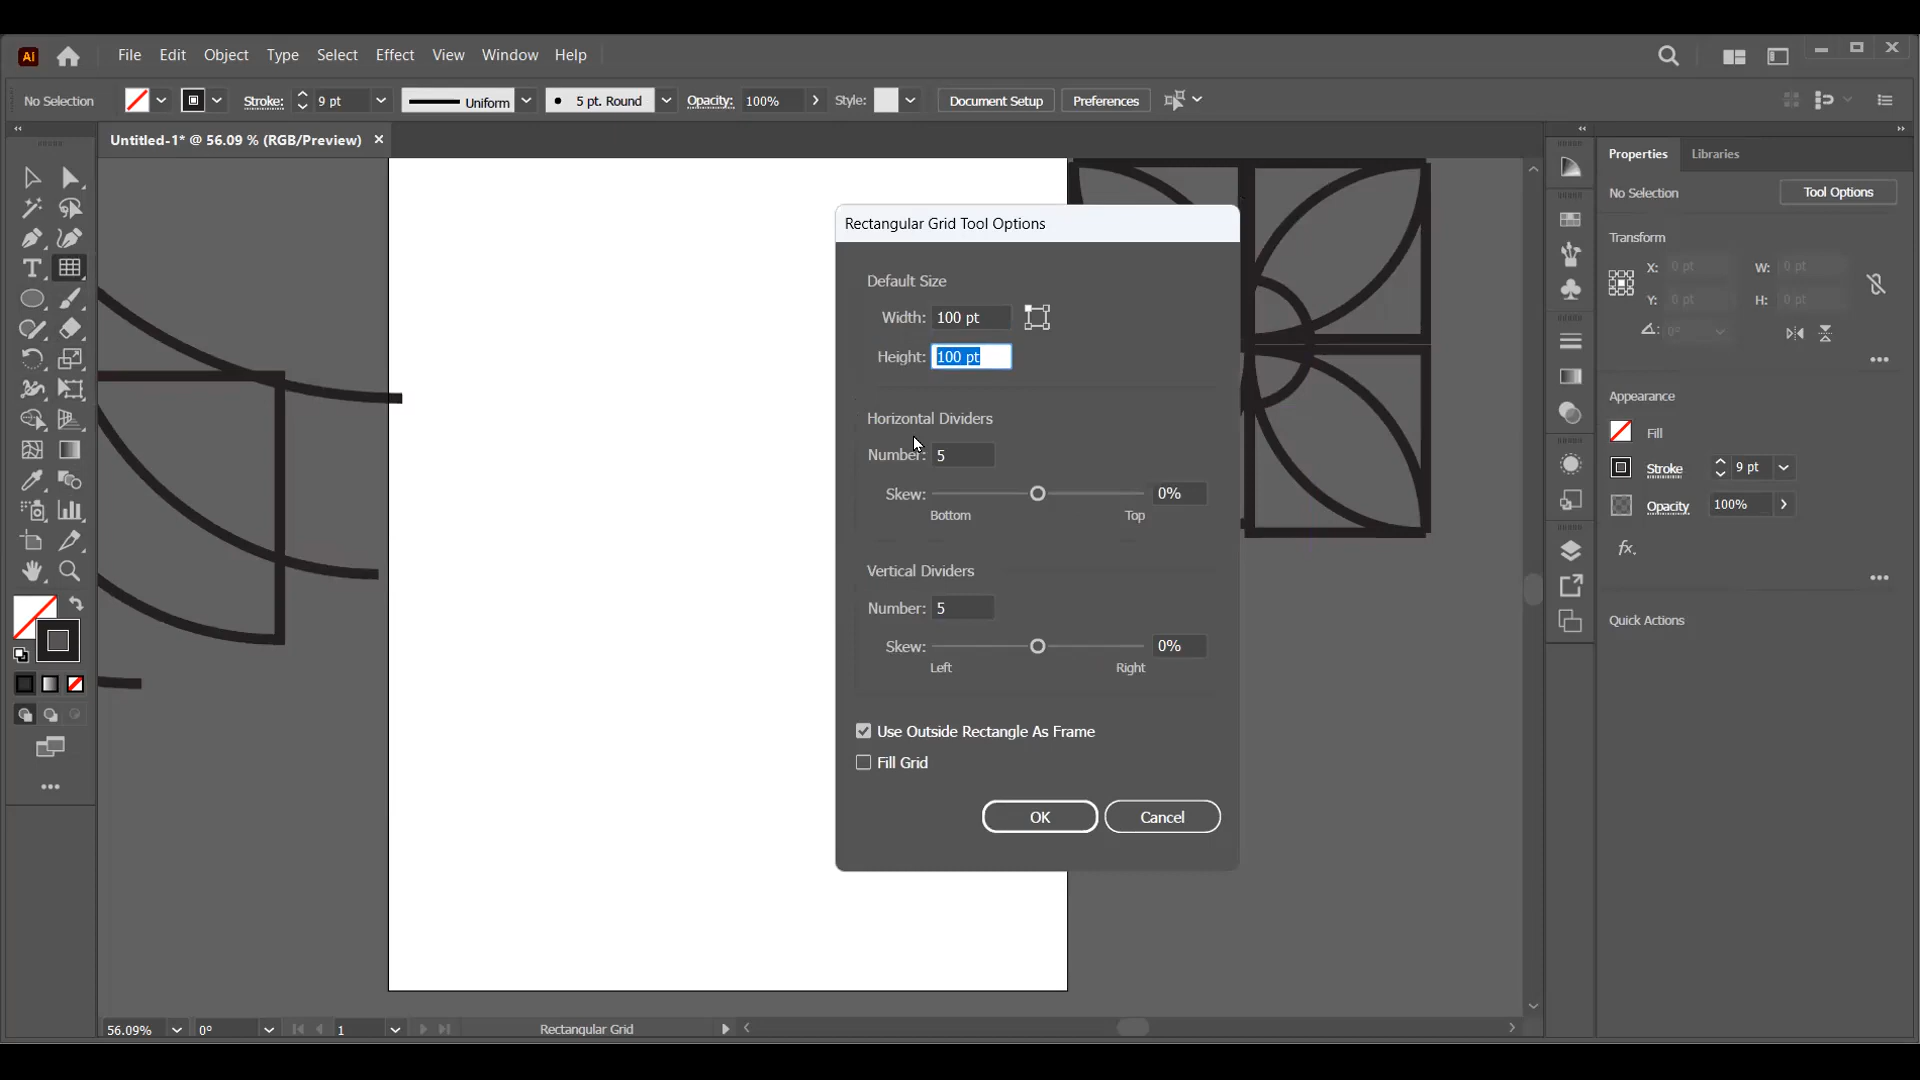 Ai File Edit Object Type Select Effect View Window Help
No Selection Stroke: 9 pt Uniform 5 pt. Round Opacity: 100% Style: Document Setup Preferences
Untitled-1* @ 56.09 % (RGB/Preview)
Rectangular Grid Tool Options
Default Size
Width: 100 pt
Height: 100 pt
Horizontal Dividers
Number: 5
Skew: 0%
Bottom Top
Vertical Dividers
Number: 5
Skew: 0%
Left Right
Use Outside Rectangle As Frame
Fill Grid
OK Cancel
Properties Libraries
No Selection Tool Options
Transform
X: 0 pt W: 0 pt
Y: 0 pt H: 0 pt
0°
Appearance
Fill
Stroke 9 pt
Opacity 100%
fx.
Quick Actions
56.09% 0° 1 Rectangular Grid